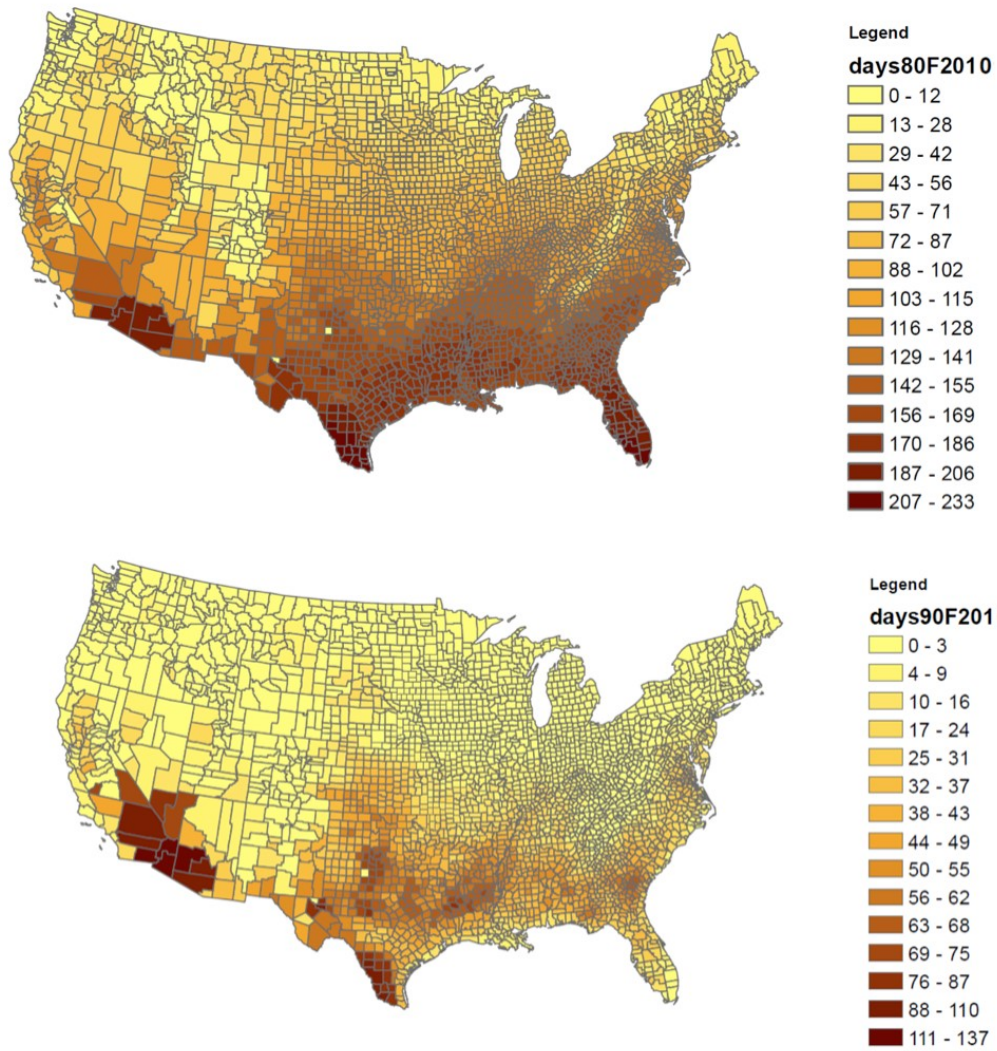 Legend
days80F2010
0 - 12
13 - 28
29 - 42
43 - 56
57 - 71
72 - 87
88 - 102
103 - 115
116 - 128
129 - 141
142 - 155
156 - 169
170 - 186
187 - 206
207 - 233
Legend
days90F201
0 - 3
4 - 9
10 - 16
17 - 24
25 - 31
32 - 37
38 - 43
44 - 49
50 - 55
56 - 62
63 - 68
69 - 75
76 - 87
88 - 110
111 - 137